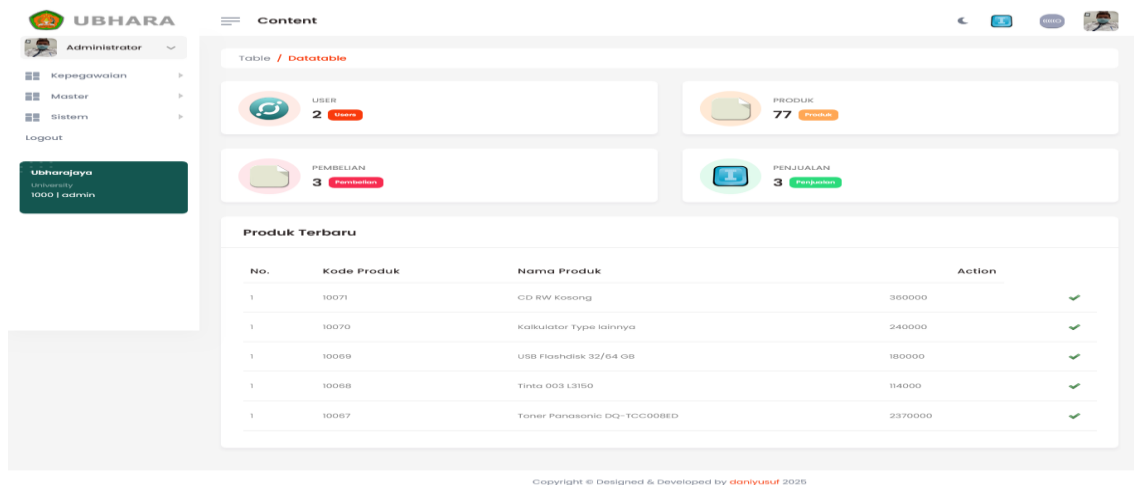 UBHARA
Content
BRIO
Administrator
Table / Datatable
Kepegawaian
Master
Sistem
Logout
Ubharajaya
University
1000 | admin
USER
2 Users
PRODUK
77 Produk
PEMBELIAN
3 Pembelian
PENJUALAN
3 Penjualan
Produk Terbaru
No. Kode Produk Nama Produk Action
1 10071 CD RW Kosong 360000
1 10070 Kalkulator Type lainnya 240000
1 10069 USB Flashdisk 32/64 GB 180000
1 10068 Tinta 003 L3150 114000
1 10067 Toner Panasonic DQ-TCC008ED 2370000
Copyright © Designed & Developed by daniyusuf 2025